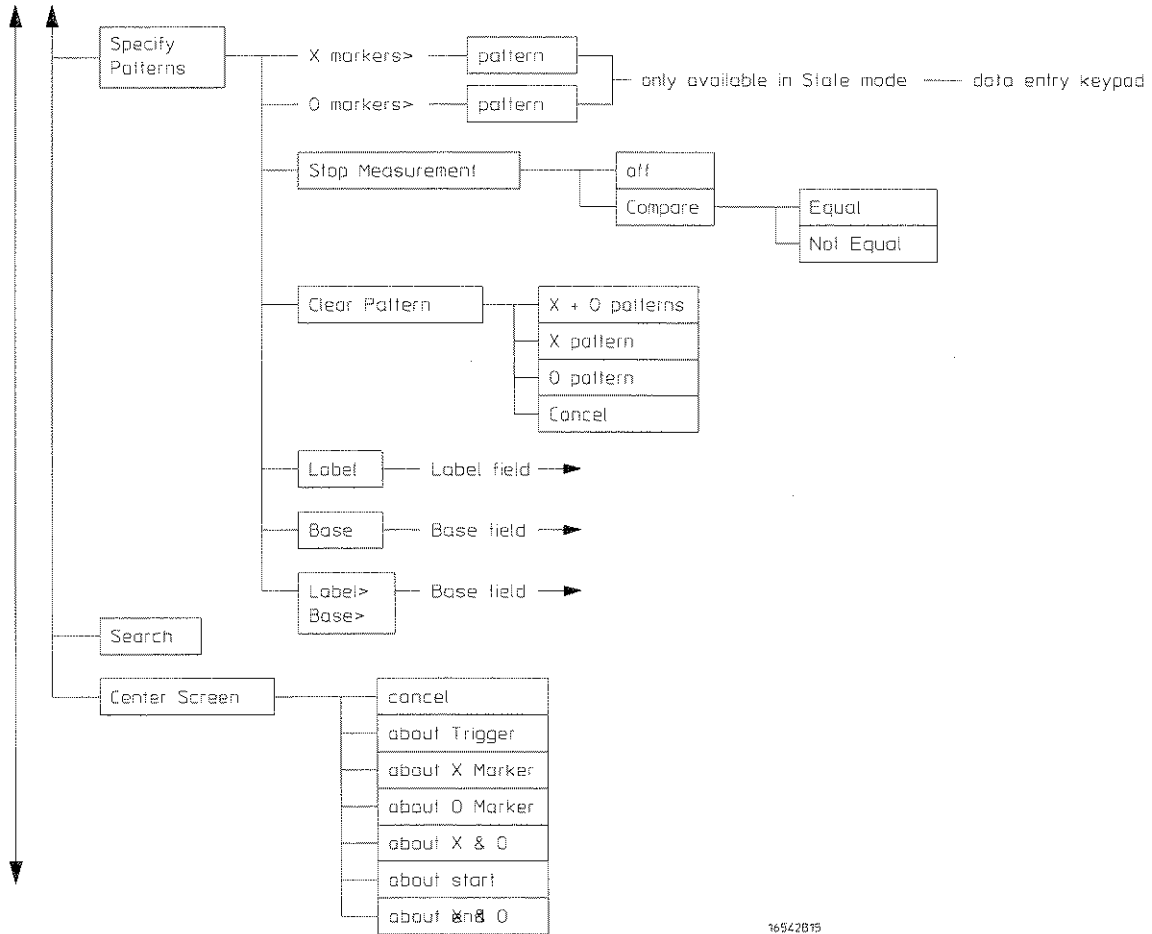 Specify
Patterns
X markers> pattern
only available in State mode data entry keypad
O markers> pattern
Stop Measurement off
Compare Equal
Not Equal
Clear Pattern X + O patterns
X pattern
O pattern
Cancel
Label Label field
Base Base field
Label> Base field
Base>
Search
Center Screen cancel
about Trigger
about X Marker
about O Marker
about X & O
about start
about
16542B15